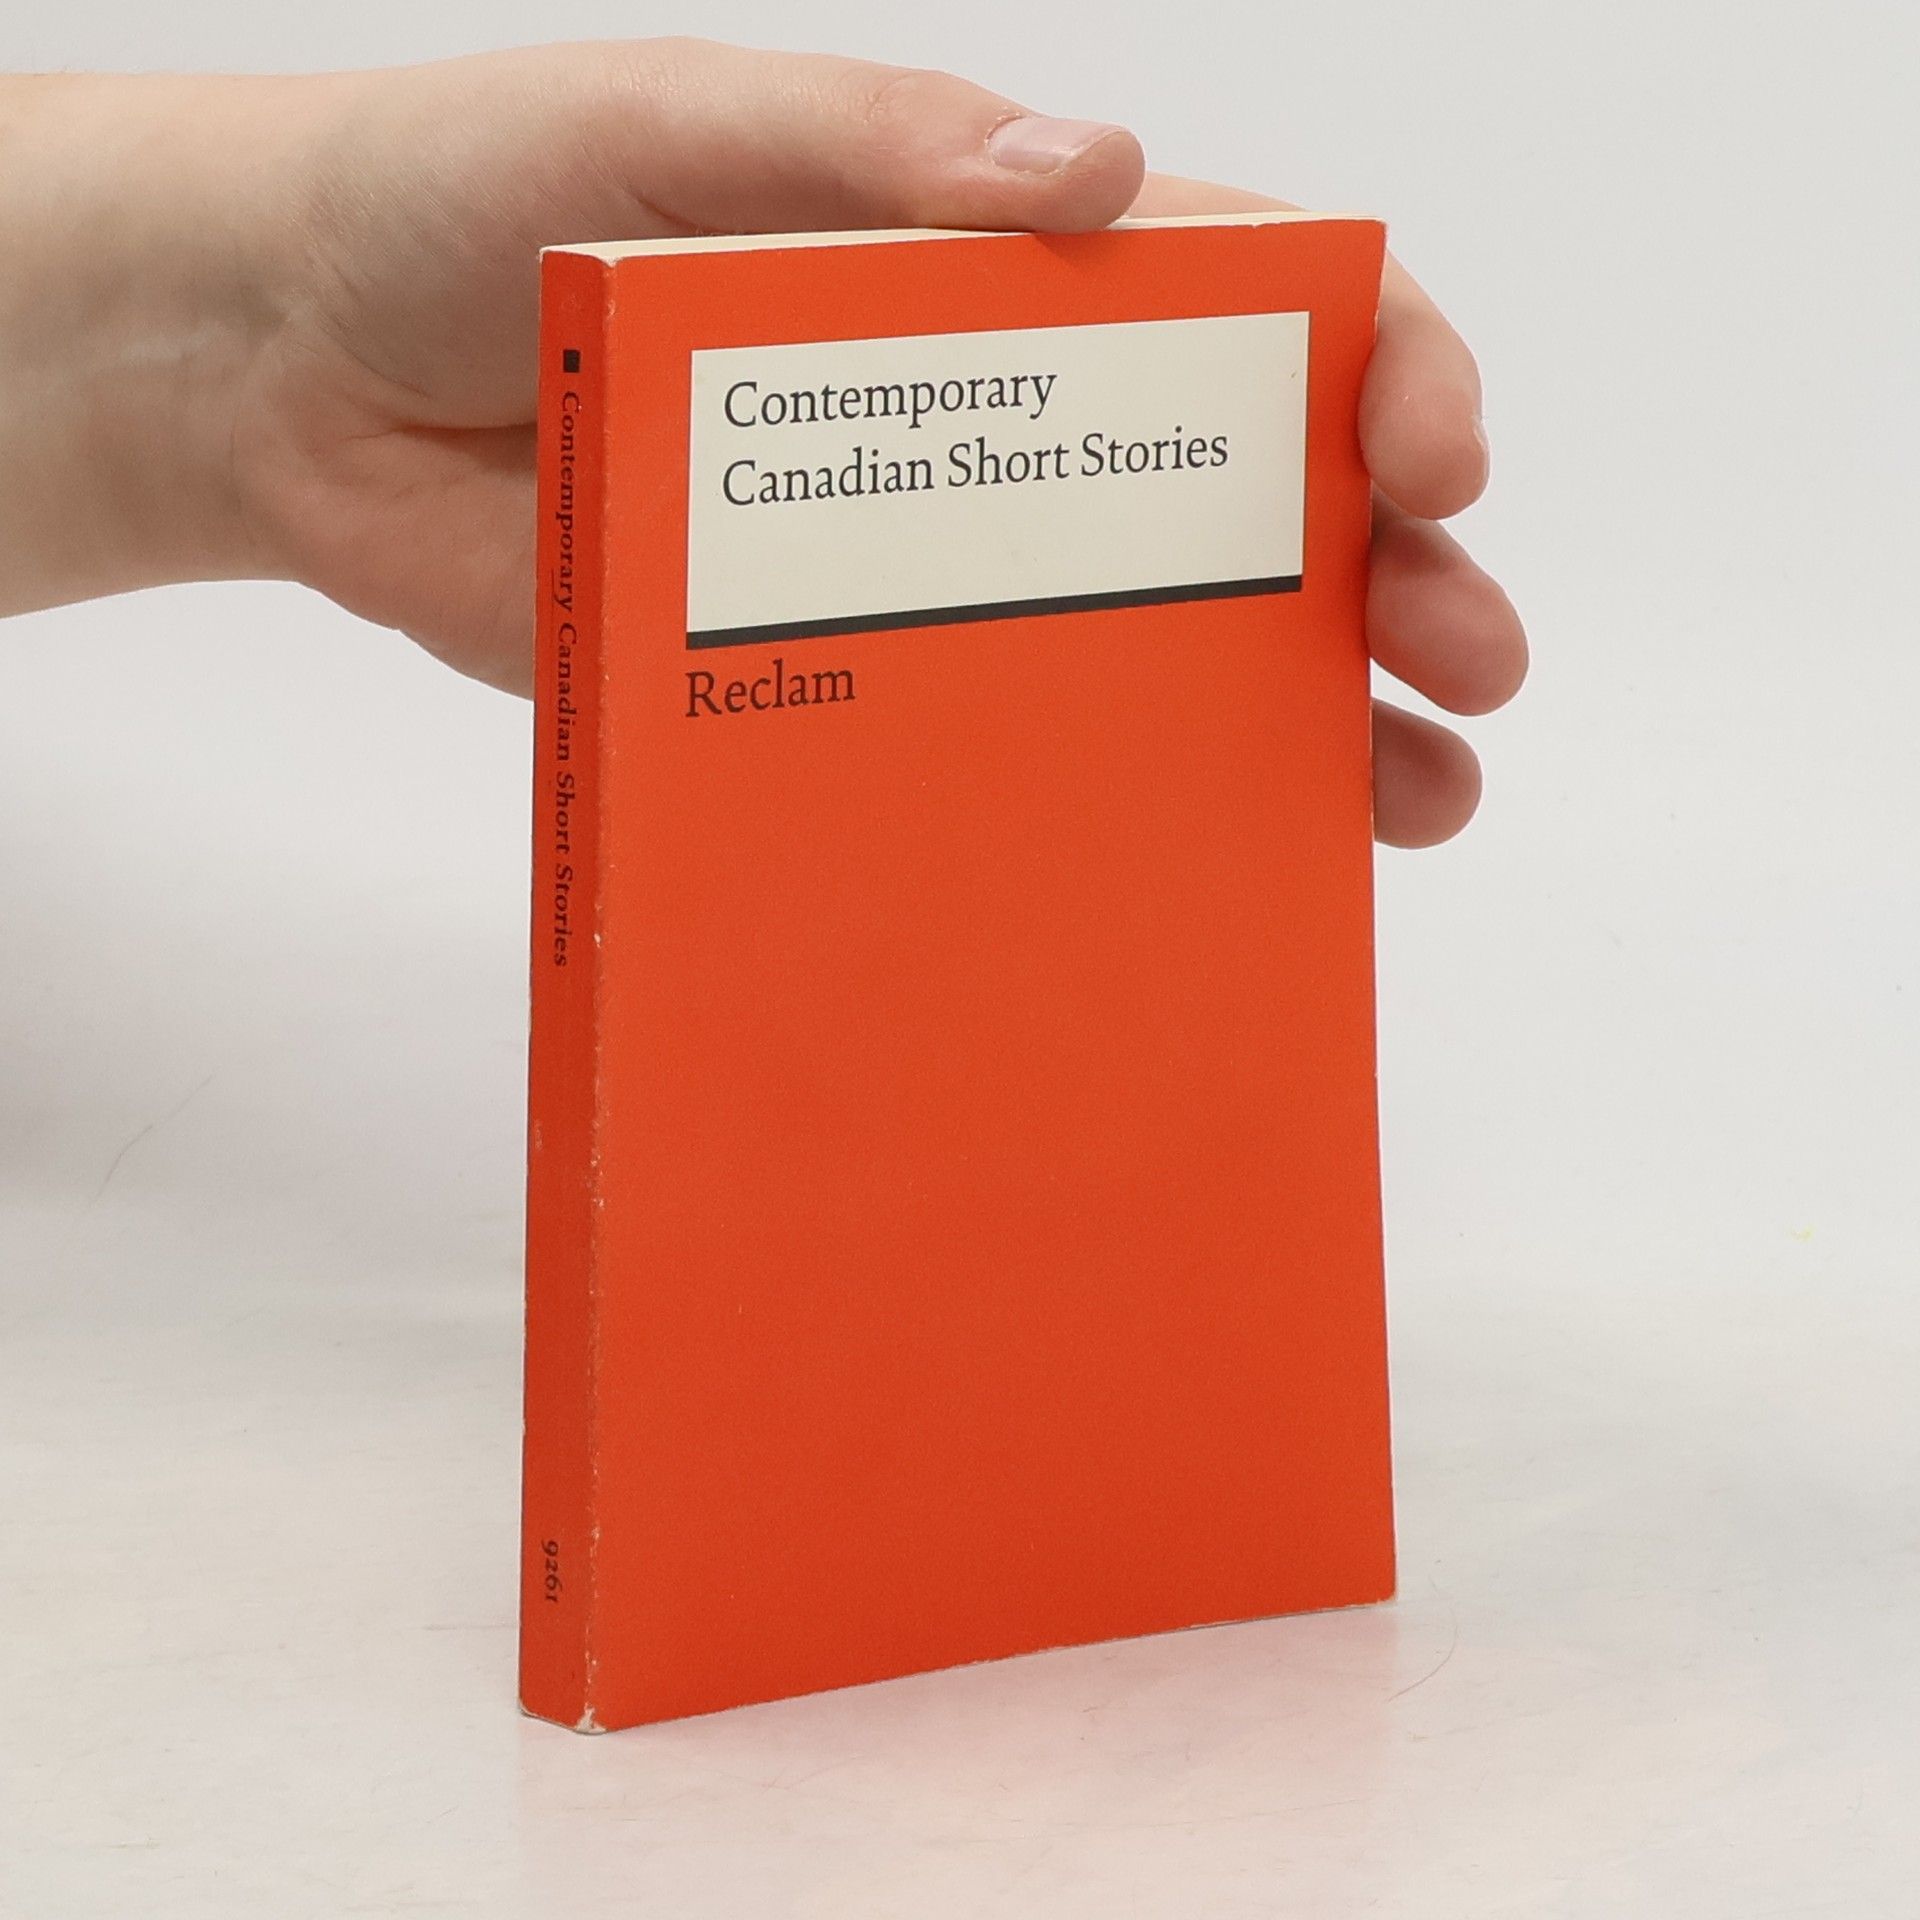 Contemporary
Canadian Short Stories
Reclam
Contemporary Canadian Short Stories
9261